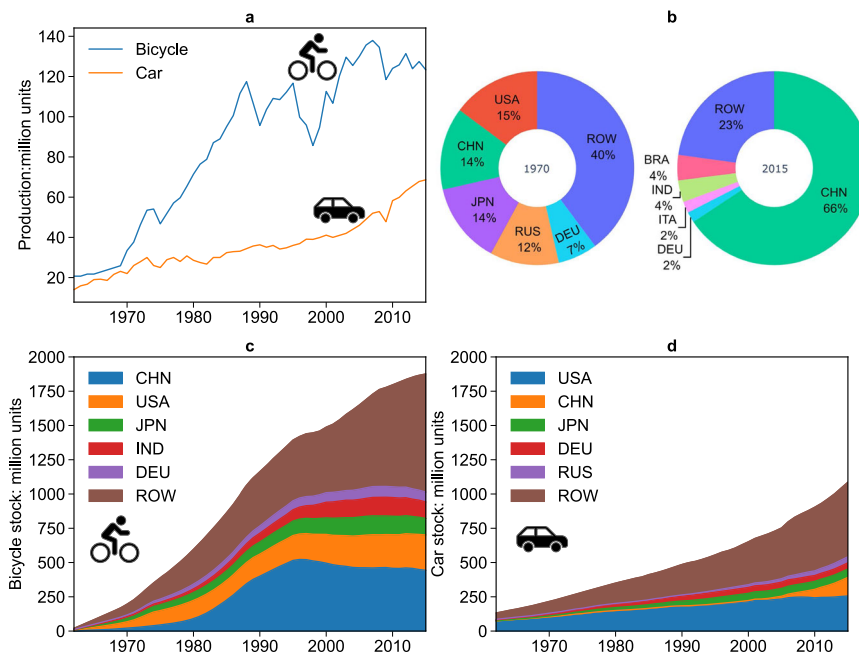 a
Production:million units
140
120
100
80
60
40
20
Bicycle
Car
1970
1980
1990
2000
2010
b
USA
15%
CHN
14%
JPN
14%
RUS
12%
DEU
7%
ROW
40%
1970
ROW
23%
BRA
4%
IND
4%
ITA
2%
DEU
2%
CHN
66%
2015
c
Bicycle stock: million units
2000
1750
1500
1250
1000
750
500
250
0
CHN
USA
JPN
IND
DEU
ROW
1970
1980
1990
2000
2010
d
Car stock: million units
2000
1750
1500
1250
1000
750
500
250
0
USA
CHN
JPN
DEU
RUS
ROW
1970
1980
1990
2000
2010